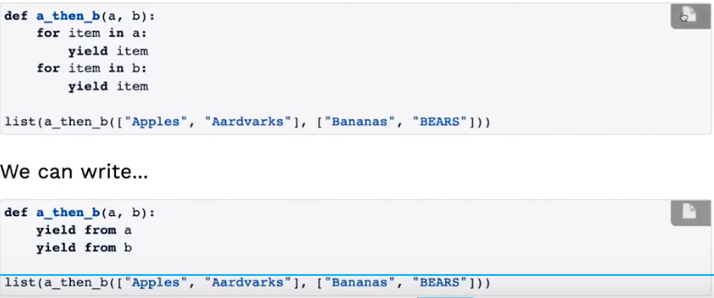 def a_then_b(a, b):
    for item in a:
        yield item
    for item in b:
        yield item
list(a_then_b(["Apples", "Aardvarks"], ["Bananas", "BEARS"]))
We can write...
def a_then_b(a, b):
    yield from a
    yield from b
list(a_then_b(["Apples", "Aardvarks"], ["Bananas", "BEARS"]))